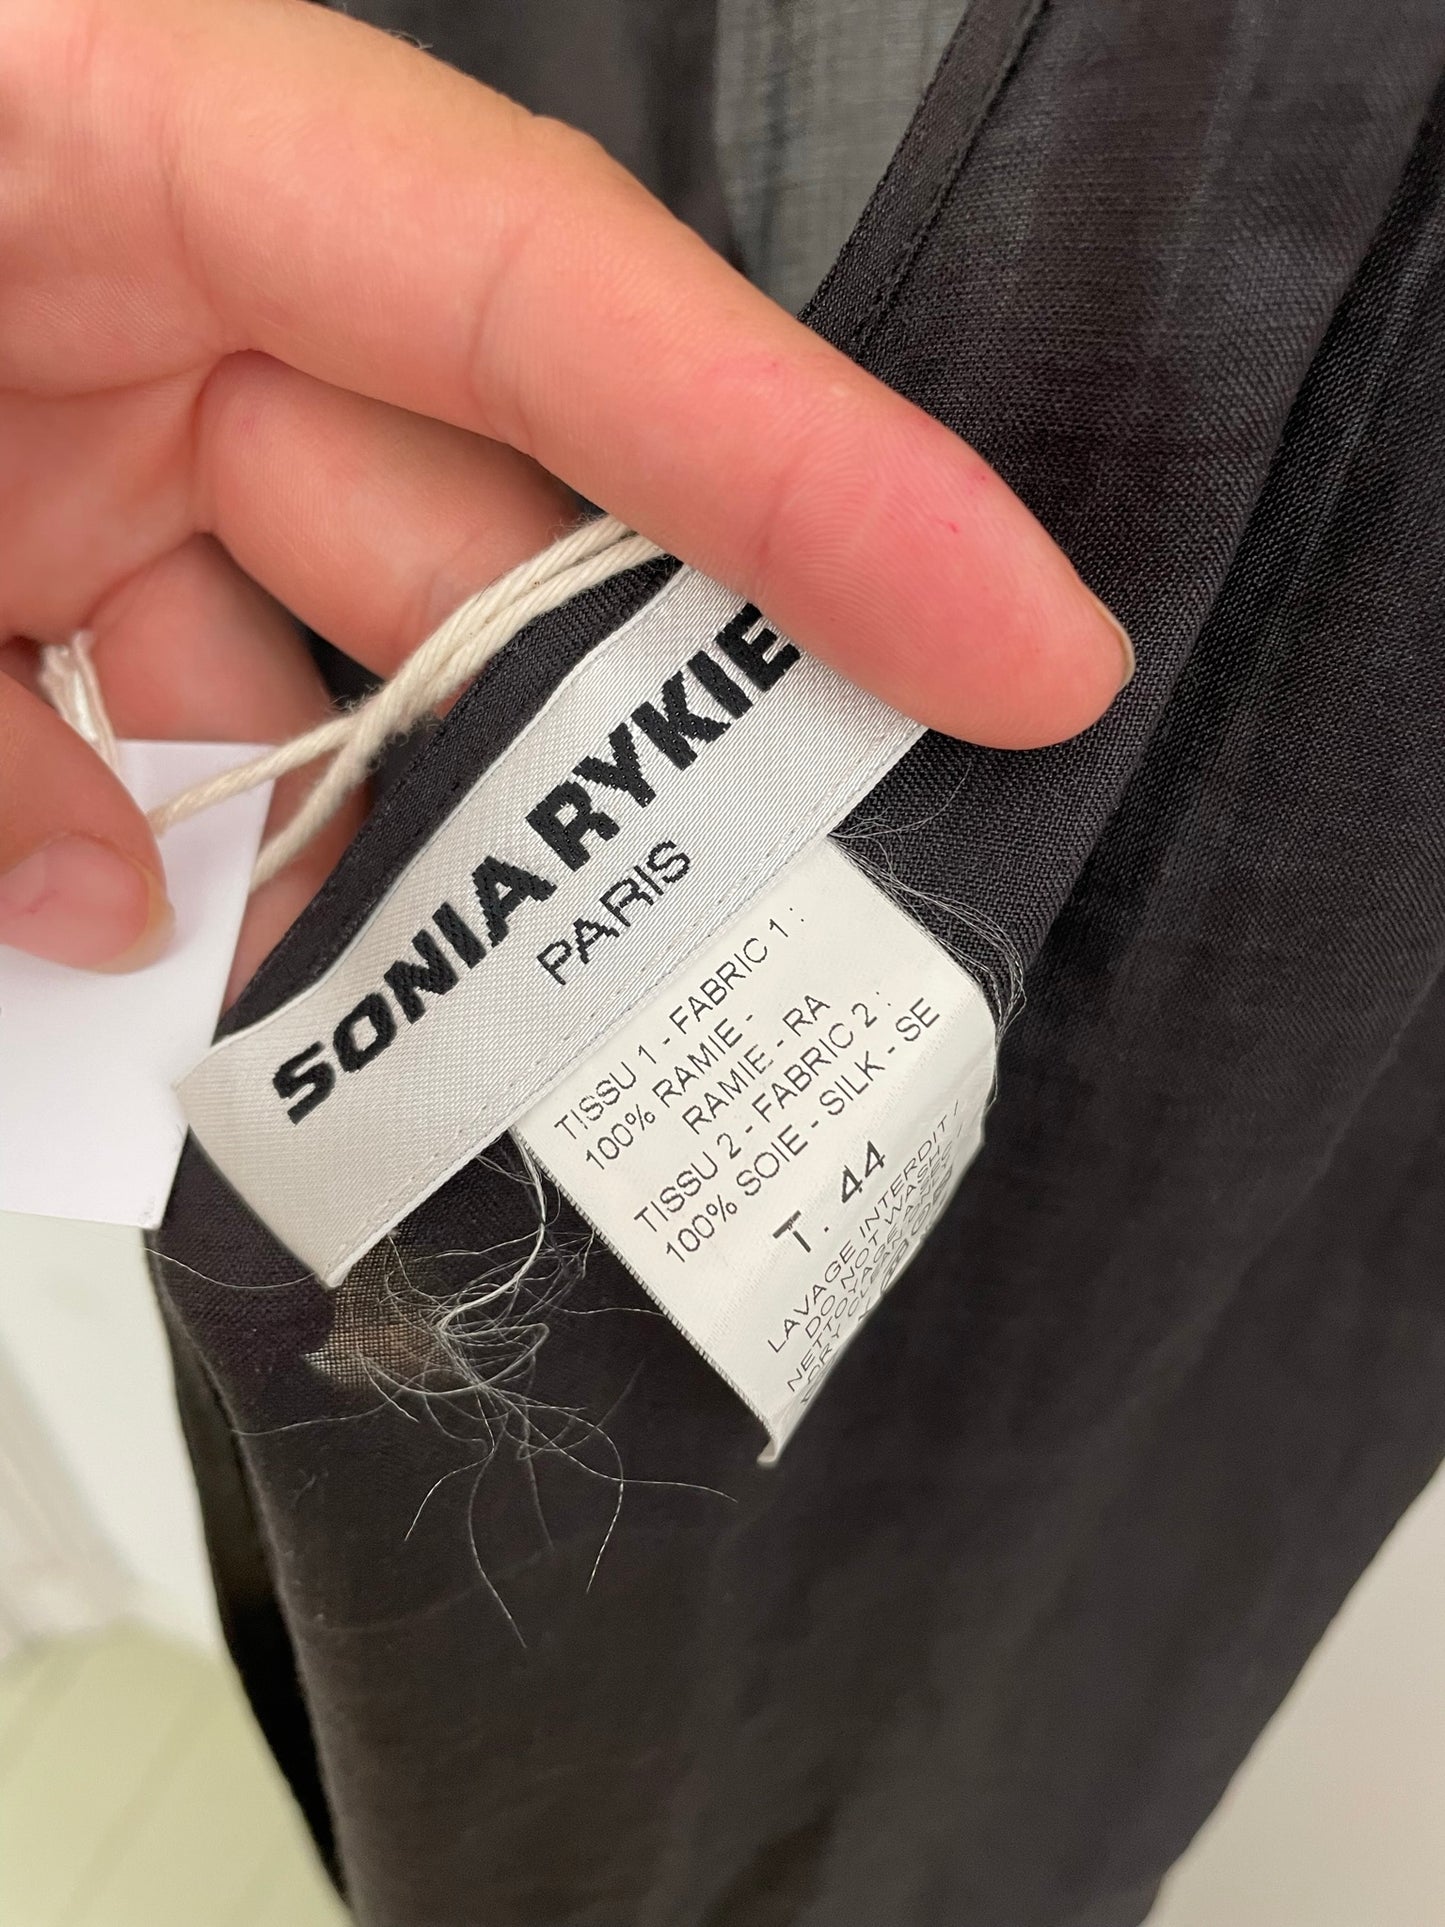 SONIA RYKIE
PARIS
TISSU 1 - FABRIC 1 :
100% RAMIE -
RAMIE - RA
TISSU 2 - FABRIC 2 :
100% SOIE - SILK - SE
T. 44
LAVAGE INTERDIT /
DO NOT WASH
DRY